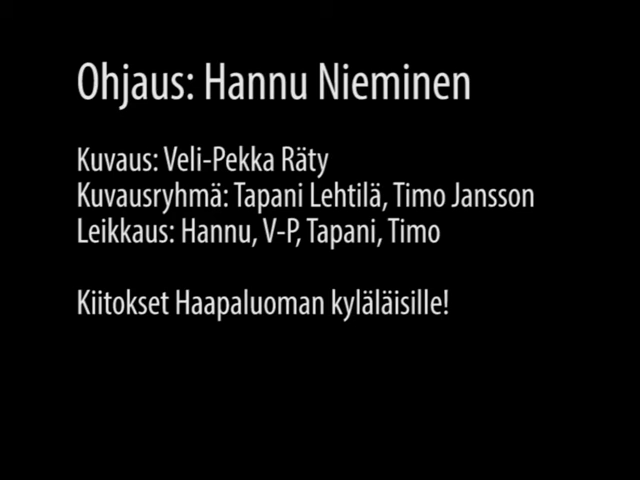 Ohjaus: Hannu Nieminen
Kuvaus: Veli-Pekka Räty
Kuvausryhmä: Tapani Lehtilä, Timo Jansson
Leikkaus: Hannu, V-P, Tapani, Timo
Kiitokset Haapaluoman kyläläisille!